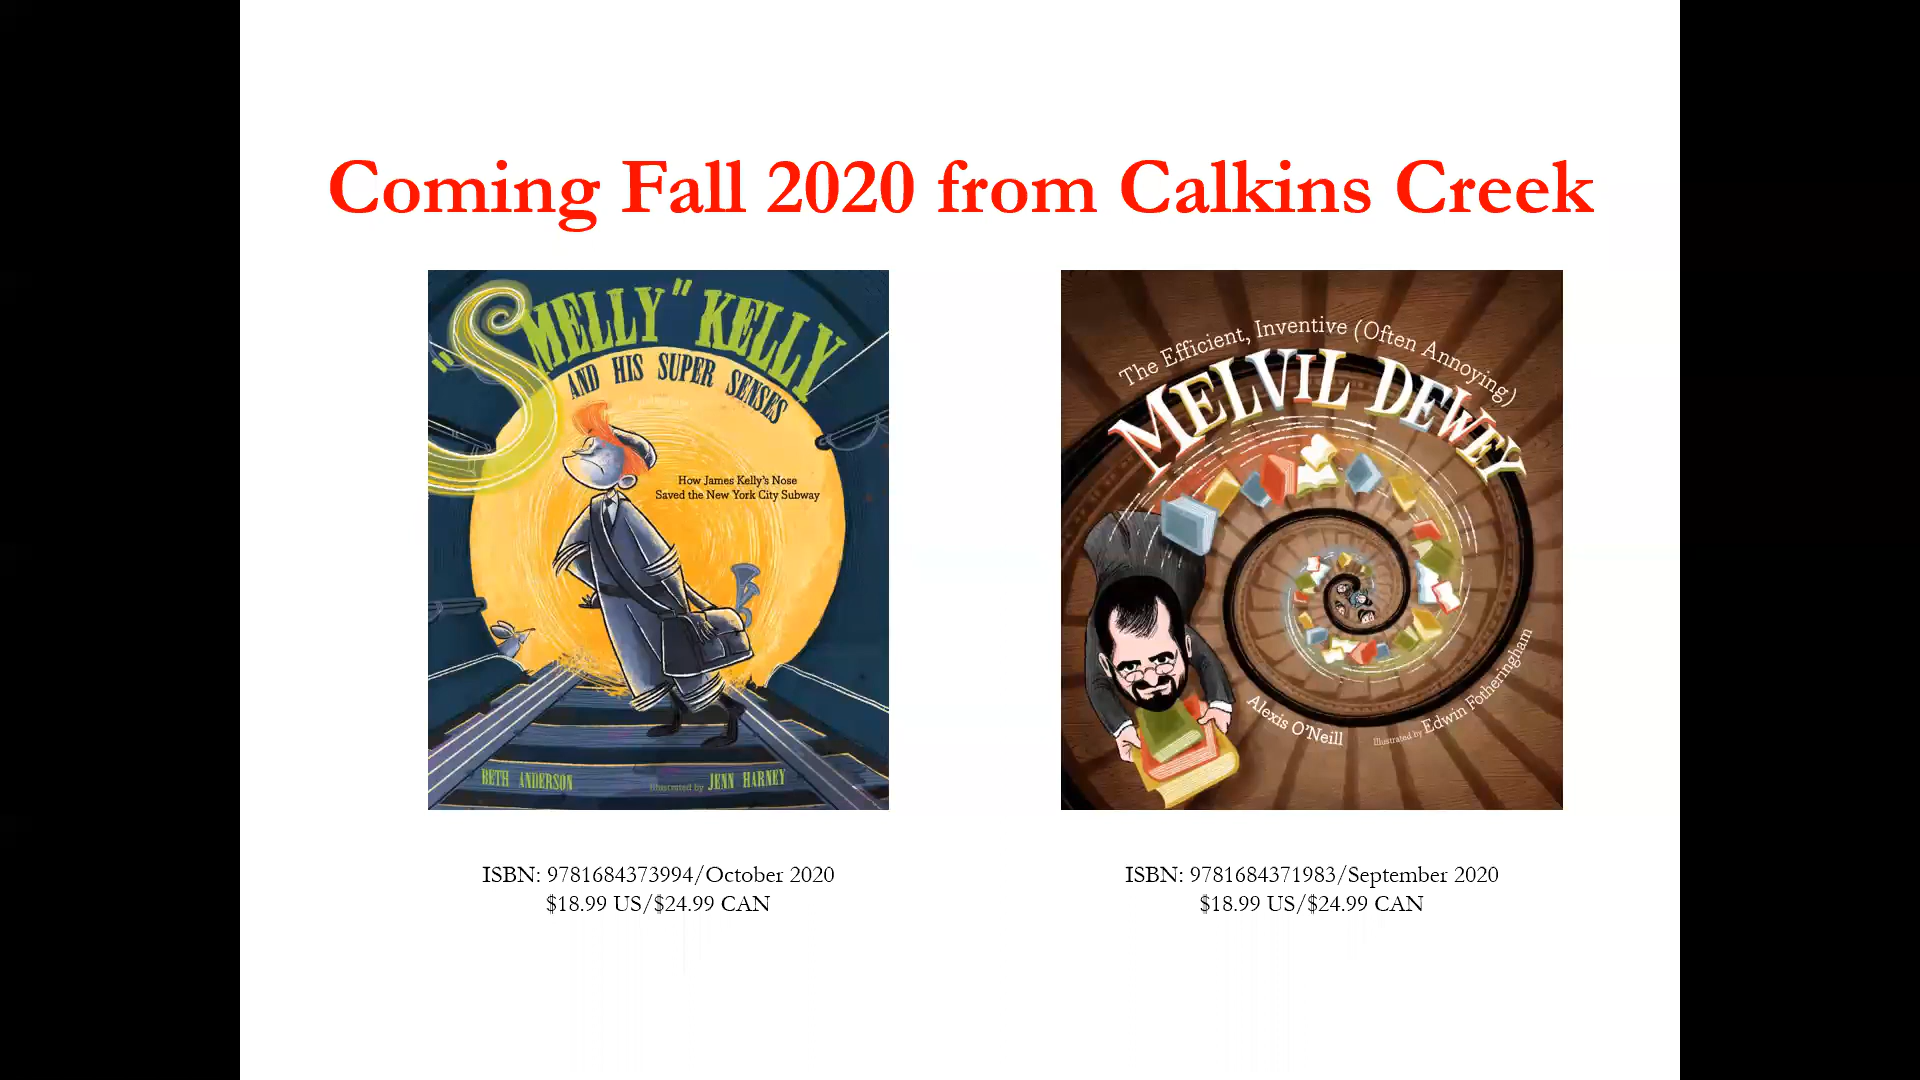 Coming Fall 2020 from Calkins Creek
"SMELLY" KELLY
AND HIS SUPER SENSES
How James Kelly's Nose
Saved the New York City Subway
BETH ANDERSON
Illustrated by JENN HARNEY
ISBN: 9781684373994/October 2020
$18.99 US/$24.99 CAN
The Efficient, Inventive (Often Annoying)
MELVIL DEWEY
Alexis O'Neill
Illustrated by Edwin Fotheringham
ISBN: 9781684371983/September 2020
$18.99 US/$24.99 CAN